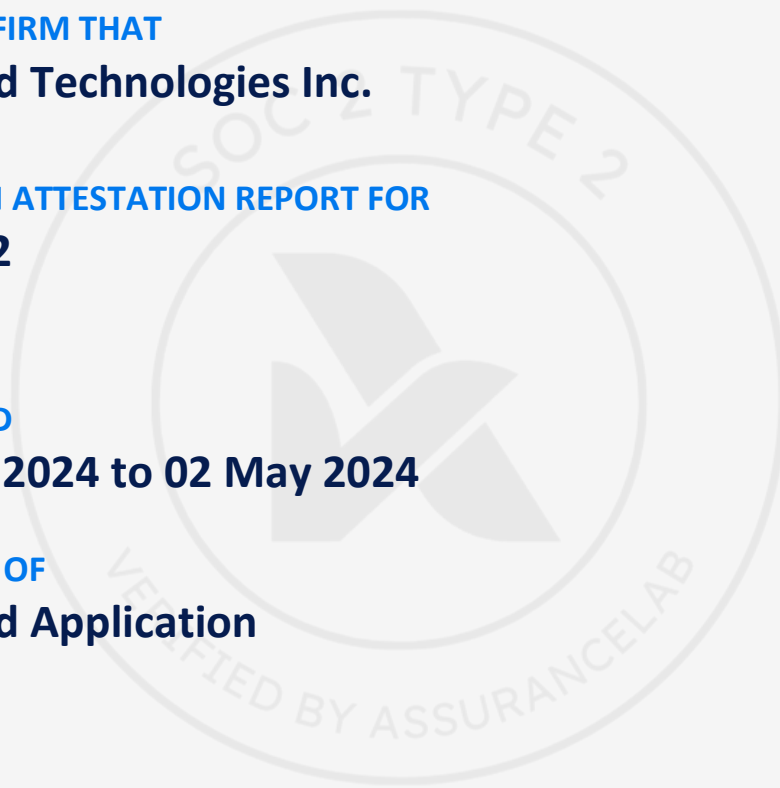 FIRM THAT
d Technologies Inc.
SOC 2 TYPE 2
ATTESTATION REPORT FOR
2
2024 to 02 May 2024
OF
d Application
VERIFIED BY ASSURANCELAB